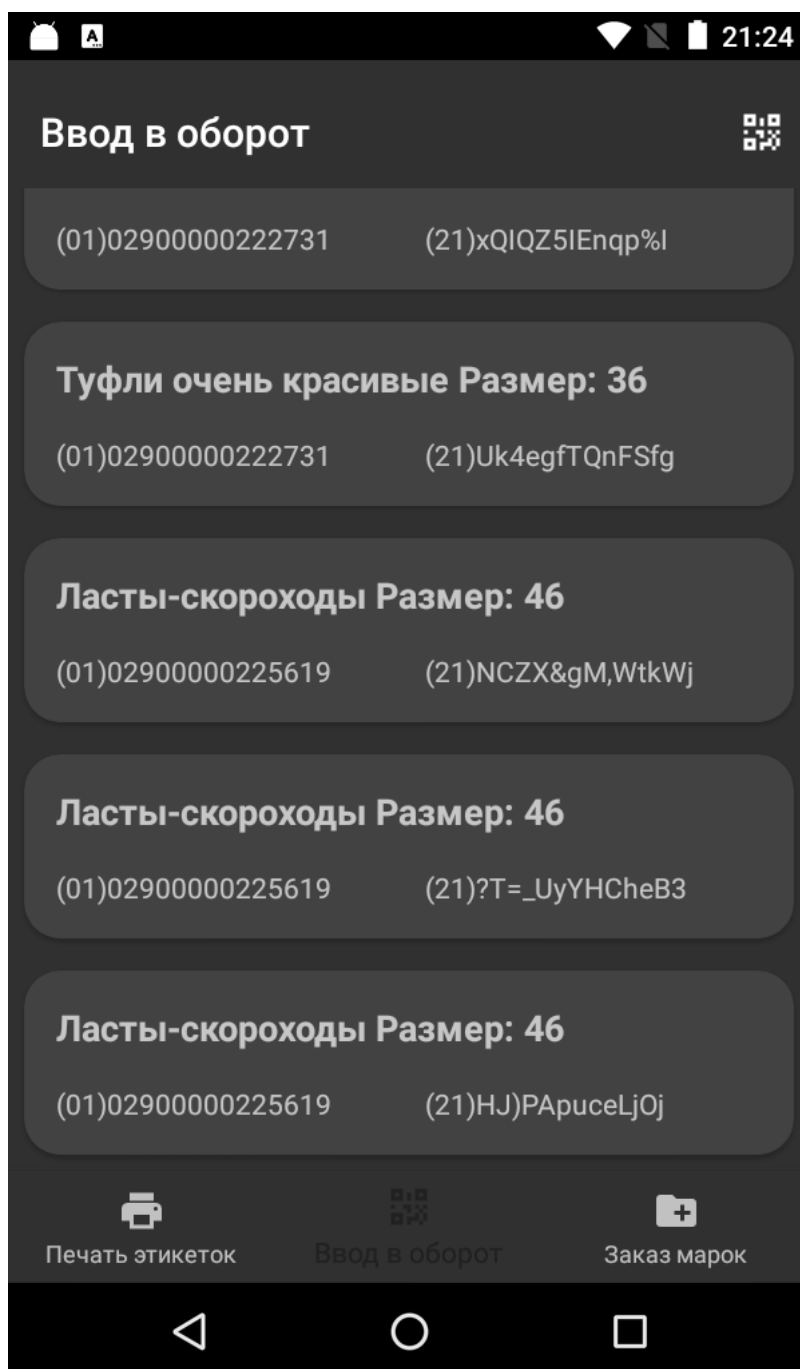 21:24
Ввод в оборот
(01)02900000222731 (21)xQIQZ5IEnqp%I
Туфли очень красивые Размер: 36
(01)02900000222731 (21)Uk4egfTQnFSfg
Ласты-скороходы Размер: 46
(01)02900000225619 (21)NCZX&gM,WtkWj
Ласты-скороходы Размер: 46
(01)02900000225619 (21)?T=_UyYHCheB3
Ласты-скороходы Размер: 46
(01)02900000225619 (21)HJ)PApuceLjOj
Печать этикеток Ввод в оборот Заказ марок